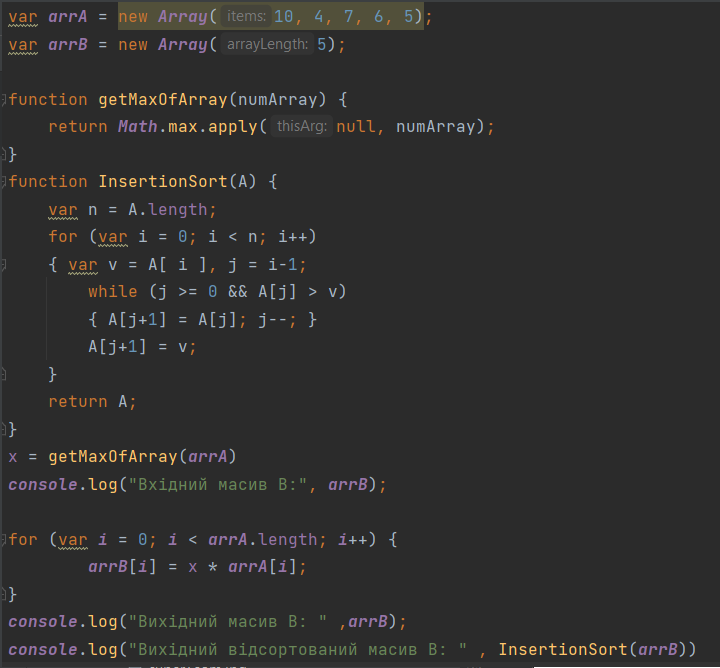 var arrA = new Array( items: 10, 4, 7, 6, 5);
var arrB = new Array( arrayLength: 5);
function getMaxOfArray(numArray) {
return Math.max.apply( thisArg: null, numArray);
}
function InsertionSort(A) {
var n = A.length;
for (var i = 0; i < n; i++)
{ var v = A[ i ], j = i-1;
while (j >= 0 && A[j] > v)
{ A[j+1] = A[j]; j--; }
A[j+1] = v;
}
return A;
}
x = getMaxOfArray(arrA)
console.log("Вхідний масив В:", arrB);
for (var i = 0; i < arrA.length; i++) {
arrB[i] = x * arrA[i];
}
console.log("Вихідний масив В: " ,arrB);
console.log("Вихідний відсортований масив В: " , InsertionSort(arrB))